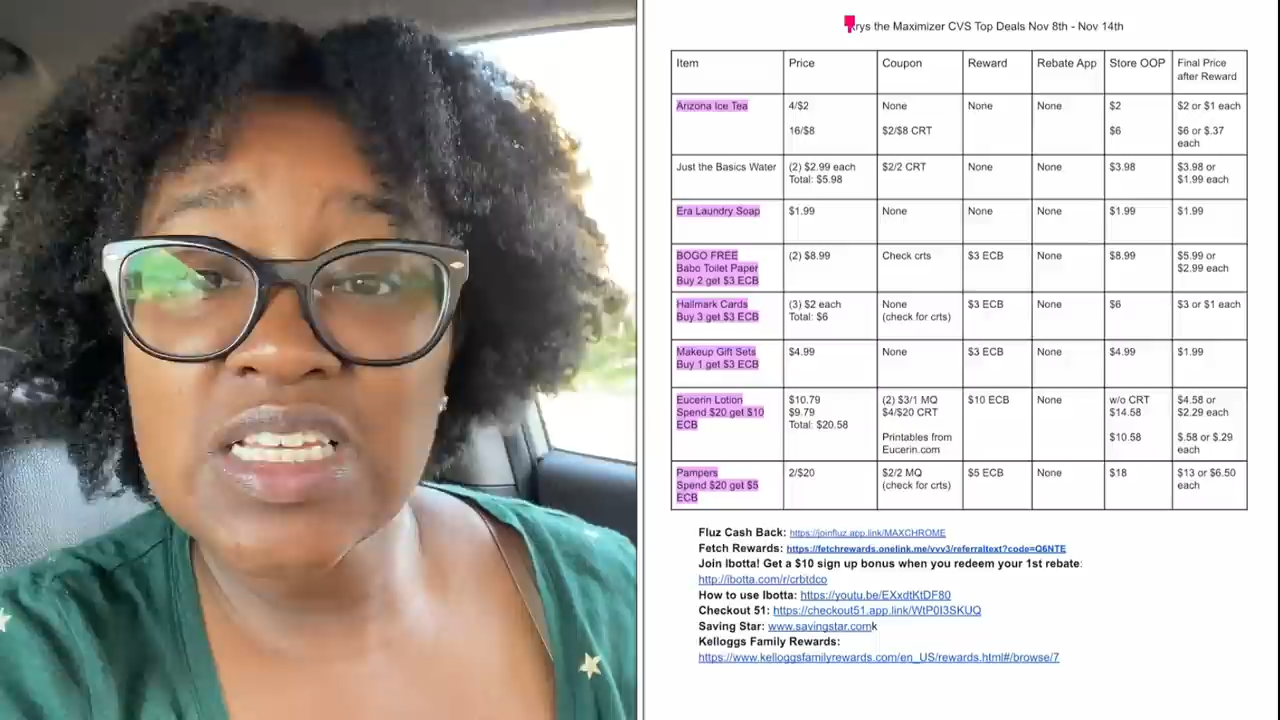 Krys the Maximizer CVS Top Deals Nov 8th - Nov 14th
Item Price Coupon Reward Rebate App Store OOP Final Price after Reward
Arizona Ice Tea 4/$2 None None None $2 $2 or $1 each
16/$8 $2/$8 CRT $6 $6 or $.37 each
Just the Basics Water (2) $2.99 each Total: $5.98 $2/2 CRT None None $3.98 $3.98 or $1.99 each
Era Laundry Soap $1.99 None None None $1.99 $1.99
BOGO FREE Babo Toilet Paper Buy 2 get $3 ECB (2) $8.99 Check crts $3 ECB None $8.99 $5.99 or $2.99 each
Hallmark Cards Buy 3 get $3 ECB (3) $2 each Total: $6 None (check for crts) $3 ECB None $6 $3 or $1 each
Makeup Gift Sets Buy 1 get $3 ECB $4.99 None $3 ECB None $4.99 $1.99
Eucerin Lotion Spend $20 get $10 ECB $10.79 $9.79 Total: $20.58 (2) $3/1 MQ $4/$20 CRT Printables from Eucerin.com $10 ECB None w/o CRT $14.58 $10.58 $4.58 or $2.29 each $.58 or $.29 each
Pampers Spend $20 get $5 ECB 2/$20 $2/2 MQ (check for crts) $5 ECB None $18 $13 or $6.50 each
Fluz Cash Back: https://joinfluz.app.link/MAXCHROME
Fetch Rewards: https://fetchrewards.onelink.me/vvv3/referraltext?code=Q6NTE
Join Ibotta! Get a $10 sign up bonus when you redeem your 1st rebate:
http://ibotta.com/r/crbtdco
How to use Ibotta: https://youtu.be/EXxdtKtDF80
Checkout 51: https://checkout51.app.link/WtP0I3SKUQ
Saving Star: www.savingstar.comk
Kelloggs Family Rewards:
https://www.kelloggsfamilyrewards.com/en_US/rewards.html#/browse/7